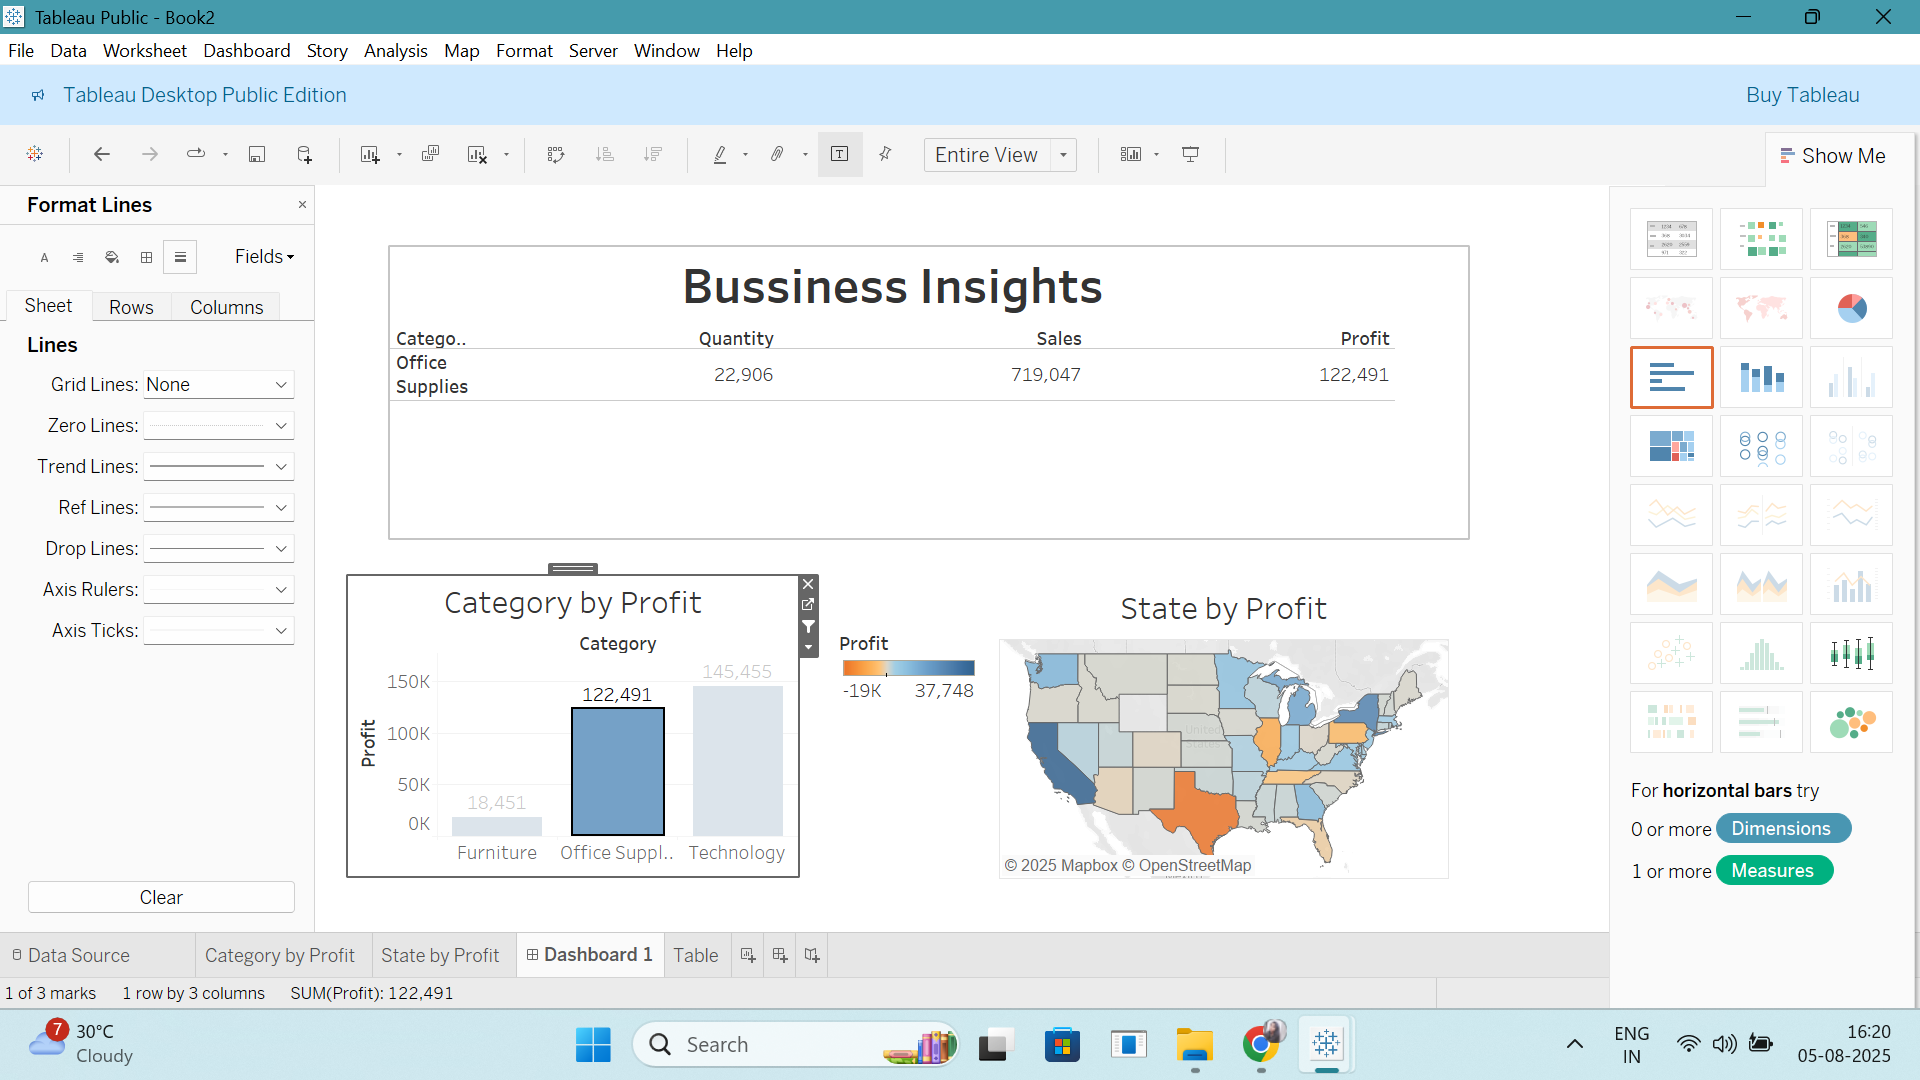 Tableau Public - Book2
File Data Worksheet Dashboard Story Analysis Map Format Server Window Help
Tableau Desktop Public Edition
Buy Tableau
Entire View
Show Me
Format Lines
Fields
Sheet Rows Columns
Lines
Grid Lines: None
Zero Lines:
Trend Lines:
Ref Lines:
Drop Lines:
Axis Rulers:
Axis Ticks:
Clear
Bussiness Insights
Catego.. Quantity Sales Profit
Office Supplies 22,906 719,047 122,491
Category by Profit
Category
Profit
150K
100K
50K
0K
18,451
122,491
145,455
Furniture Office Suppl.. Technology
Profit
-19K 37,748
State by Profit
United States
© 2025 Mapbox © OpenStreetMap
For horizontal bars try
0 or more Dimensions
1 or more Measures
Data Source Category by Profit State by Profit Dashboard 1 Table
1 of 3 marks 1 row by 3 columns SUM(Profit): 122,491
7
30°C
Cloudy
Search
ENG
IN
16:20
05-08-2025